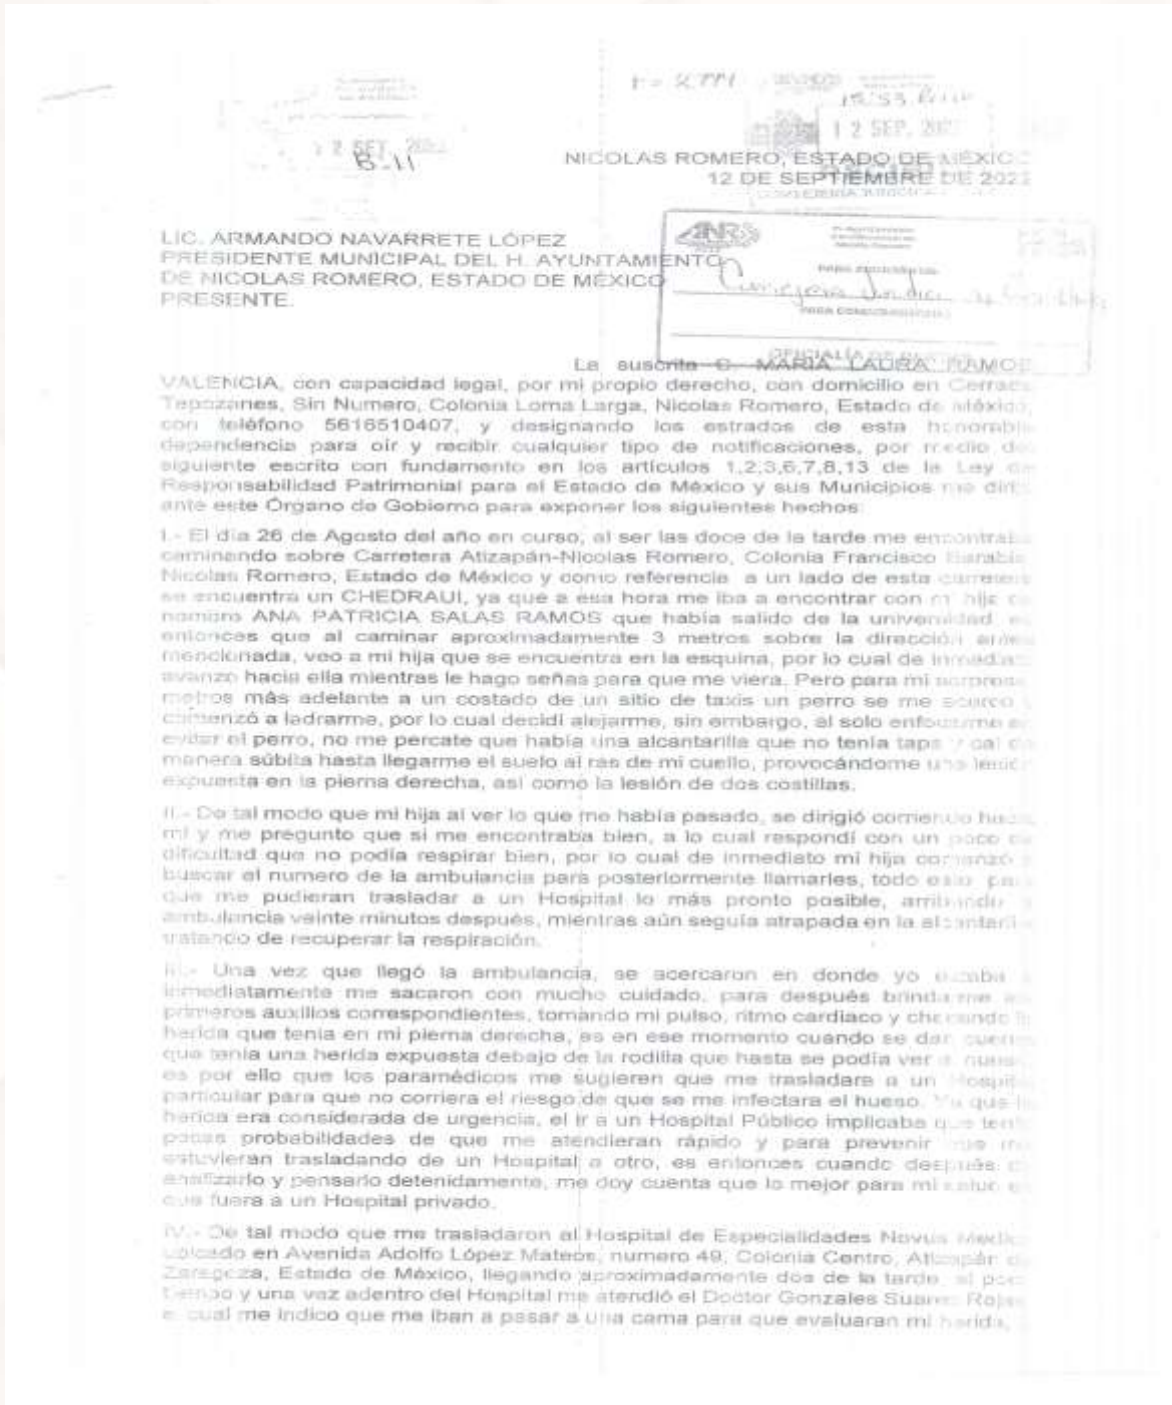 15:53
12 SEP. 202
12 SET. 202
B-11
NICOLAS ROMERO, ESTADO DE MÉXICO
12 DE SEPTIEMBRE DE 202
LIC. ARMANDO NAVARRETE LÓPEZ
PRESIDENTE MUNICIPAL DEL H. AYUNTAMIENTO
DE NICOLAS ROMERO, ESTADO DE MÉXICO
PRESENTE.
ANRS
PARA CONOCIMIENTO
OFICIALÍA DE PARTES
La suscrita C. MARIA LAURA RAMOS
VALENCIA, con capacidad legal, por mi propio derecho, con domicilio en Cerrada
Tepozanes, Sin Numero, Colonia Loma Larga, Nicolas Romero, Estado de México,
con teléfono 5616510407, y designando los estrados de esta honorable
dependencia para oír y recibir cualquier tipo de notificaciones, por medio del
siguiente escrito con fundamento en los artículos 1,2,3,6,7,8,13 de la Ley de
Responsabilidad Patrimonial para el Estado de México y sus Municipios me dirijo
ante este Órgano de Gobierno para exponer los siguientes hechos:
I.- El día 26 de Agosto del año en curso, al ser las doce de la tarde me encontraba
caminando sobre Carretera Atizapán-Nicolas Romero, Colonia Francisco Sarabia
Nicolas Romero, Estado de México y como referencia a un lado de esta carretera
se encuentra un CHEDRAUI, ya que a esa hora me iba a encontrar con mi hija de
nombre ANA PATRICIA SALAS RAMOS que había salido de la universidad, es
entonces que al caminar aproximadamente 3 metros sobre la dirección antes
mencionada, veo a mi hija que se encuentra en la esquina, por lo cual de inmediato
avanzo hacia ella mientras le hago señas para que me viera. Pero para mi sorpresa
metros más adelante a un costado de un sitio de taxis un perro se me acerco y
comenzó a ladrarme, por lo cual decidí alejarme, sin embargo, al solo enfocarme en
evitar el perro, no me percate que había una alcantarilla que no tenía tapa y caí de
manera súbita hasta llegarme el suelo al ras de mi cuello, provocándome una lesión
expuesta en la pierna derecha, así como la lesión de dos costillas.
II.- De tal modo que mi hija al ver lo que me había pasado, se dirigió corriendo hacia
mí y me pregunto que si me encontraba bien, a lo cual respondí con un poco de
dificultad que no podía respirar bien, por lo cual de inmediato mi hija comenzó a
buscar el numero de la ambulancia para posteriormente llamarles, todo esto para
que me pudieran trasladar a un Hospital lo más pronto posible, arribando la
ambulancia veinte minutos después, mientras aún seguía atrapada en la alcantarilla
tratando de recuperar la respiración.
III.- Una vez que llegó la ambulancia, se acercaron en donde yo estaba e
inmediatamente me sacaron con mucho cuidado, para después brindarme los
primeros auxilios correspondientes, tomando mi pulso, ritmo cardiaco y checando la
herida que tenía en mi pierna derecha, es en ese momento cuando se dan cuenta
que tenía una herida expuesta debajo de la rodilla que hasta se podía ver el hueso,
es por ello que los paramédicos me sugieren que me trasladara a un Hospital
particular para que no corriera el riesgo de que se me infectara el hueso. Ya que la
herida era considerada de urgencia, el ir a un Hospital Público implicaba que tenía
pocas probabilidades de que me atendieran rápido y para prevenir que me
estuvieran trasladando de un Hospital a otro, es entonces cuando después de
analizarlo y pensarlo detenidamente, me doy cuenta que lo mejor para mi salud es
que fuera a un Hospital privado.
IV.- De tal modo que me trasladaron al Hospital de Especialidades Novus Medic
ubicado en Avenida Adolfo López Mateos, numero 49, Colonia Centro, Atizapán de
Zaragoza, Estado de México, llegando aproximadamente dos de la tarde, al poco
tiempo y una vez adentro del Hospital me atendió el Doctor Gonzales Suarez Rojas
el cual me indico que me iban a pasar a una cama para que evaluaran mi herida,